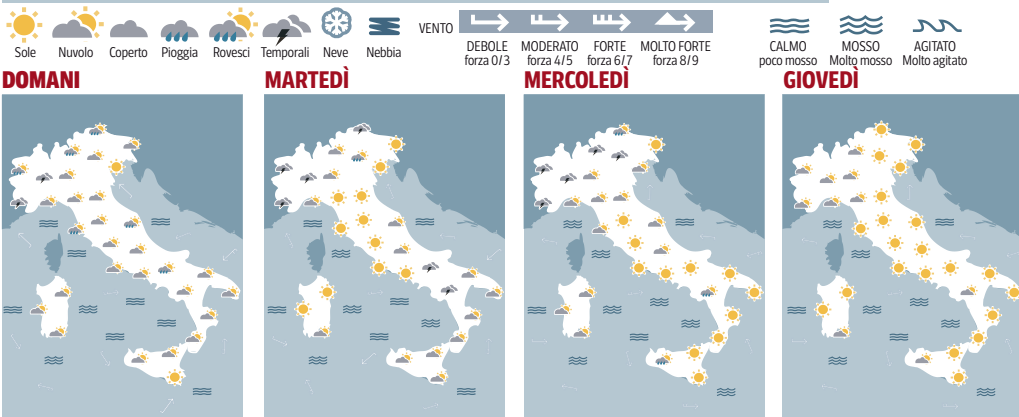 Sole Nuvolo Coperto Pioggia Rovesci Temporali Neve Nebbia
VENTO
DEBOLE
forza 0/3
MODERATO
forza 4/5
FORTE
forza 6/7
MOLTO FORTE
forza 8/9
CALMO
poco mosso
MOSSO
Molto mosso
AGITATO
Molto agitato
DOMANI
MARTEDÌ
MERCOLEDÌ
GIOVEDÌ